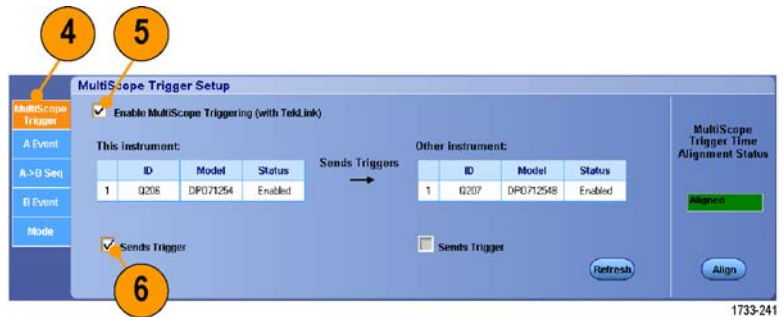 4
5
MultiScope Trigger Setup
MultiScope Trigger
Enable MultiScope Triggering (with TekLink)
A Event
A->B Seq
B Event
Mode
This instrument:
ID Model Status
1 Q206 DPO71254 Enabled
Sends Trigger
6
Sends Triggers
Other instrument:
ID Model Status
1 Q207 DPO71254B Enabled
Sends Trigger
Refresh
MultiScope
Trigger Time
Alignment Status
Aligned
Align
1733-241